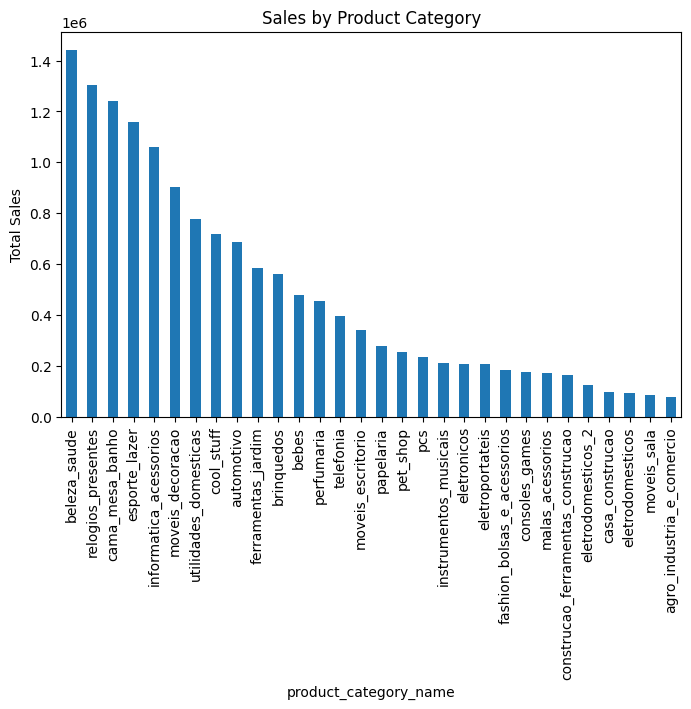 Sales by Product Category
1e6
Total Sales
1.4
1.2
1.0
0.8
0.6
0.4
0.2
0.0
beleza_saude
relogios_presentes
cama_mesa_banho
esporte_lazer
informatica_acessorios
moveis_decoracao
utilidades_domesticas
cool_stuff
automotivo
ferramentas_jardim
brinquedos
bebes
perfumaria
telefonia
moveis_escritorio
papelaria
pet_shop
pcs
instrumentos_musicais
eletronicos
eletroportateis
fashion_bolsas_e_acessorios
consoles_games
malas_acessorios
construcao_ferramentas_construcao
eletrodomesticos_2
casa_construcao
eletrodomesticos
moveis_sala
agro_industria_e_comercio
product_category_name